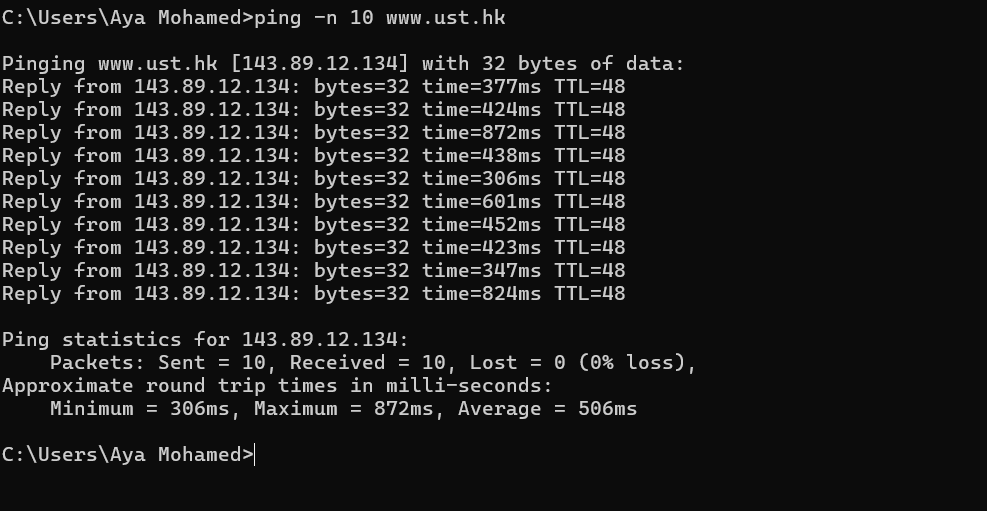 C:\Users\Aya Mohamed>ping -n 10 www.ust.hk
Pinging www.ust.hk [143.89.12.134] with 32 bytes of data:
Reply from 143.89.12.134: bytes=32 time=377ms TTL=48
Reply from 143.89.12.134: bytes=32 time=424ms TTL=48
Reply from 143.89.12.134: bytes=32 time=872ms TTL=48
Reply from 143.89.12.134: bytes=32 time=438ms TTL=48
Reply from 143.89.12.134: bytes=32 time=306ms TTL=48
Reply from 143.89.12.134: bytes=32 time=601ms TTL=48
Reply from 143.89.12.134: bytes=32 time=452ms TTL=48
Reply from 143.89.12.134: bytes=32 time=423ms TTL=48
Reply from 143.89.12.134: bytes=32 time=347ms TTL=48
Reply from 143.89.12.134: bytes=32 time=824ms TTL=48
Ping statistics for 143.89.12.134:
    Packets: Sent = 10, Received = 10, Lost = 0 (0% loss),
Approximate round trip times in milli-seconds:
    Minimum = 306ms, Maximum = 872ms, Average = 506ms
C:\Users\Aya Mohamed>